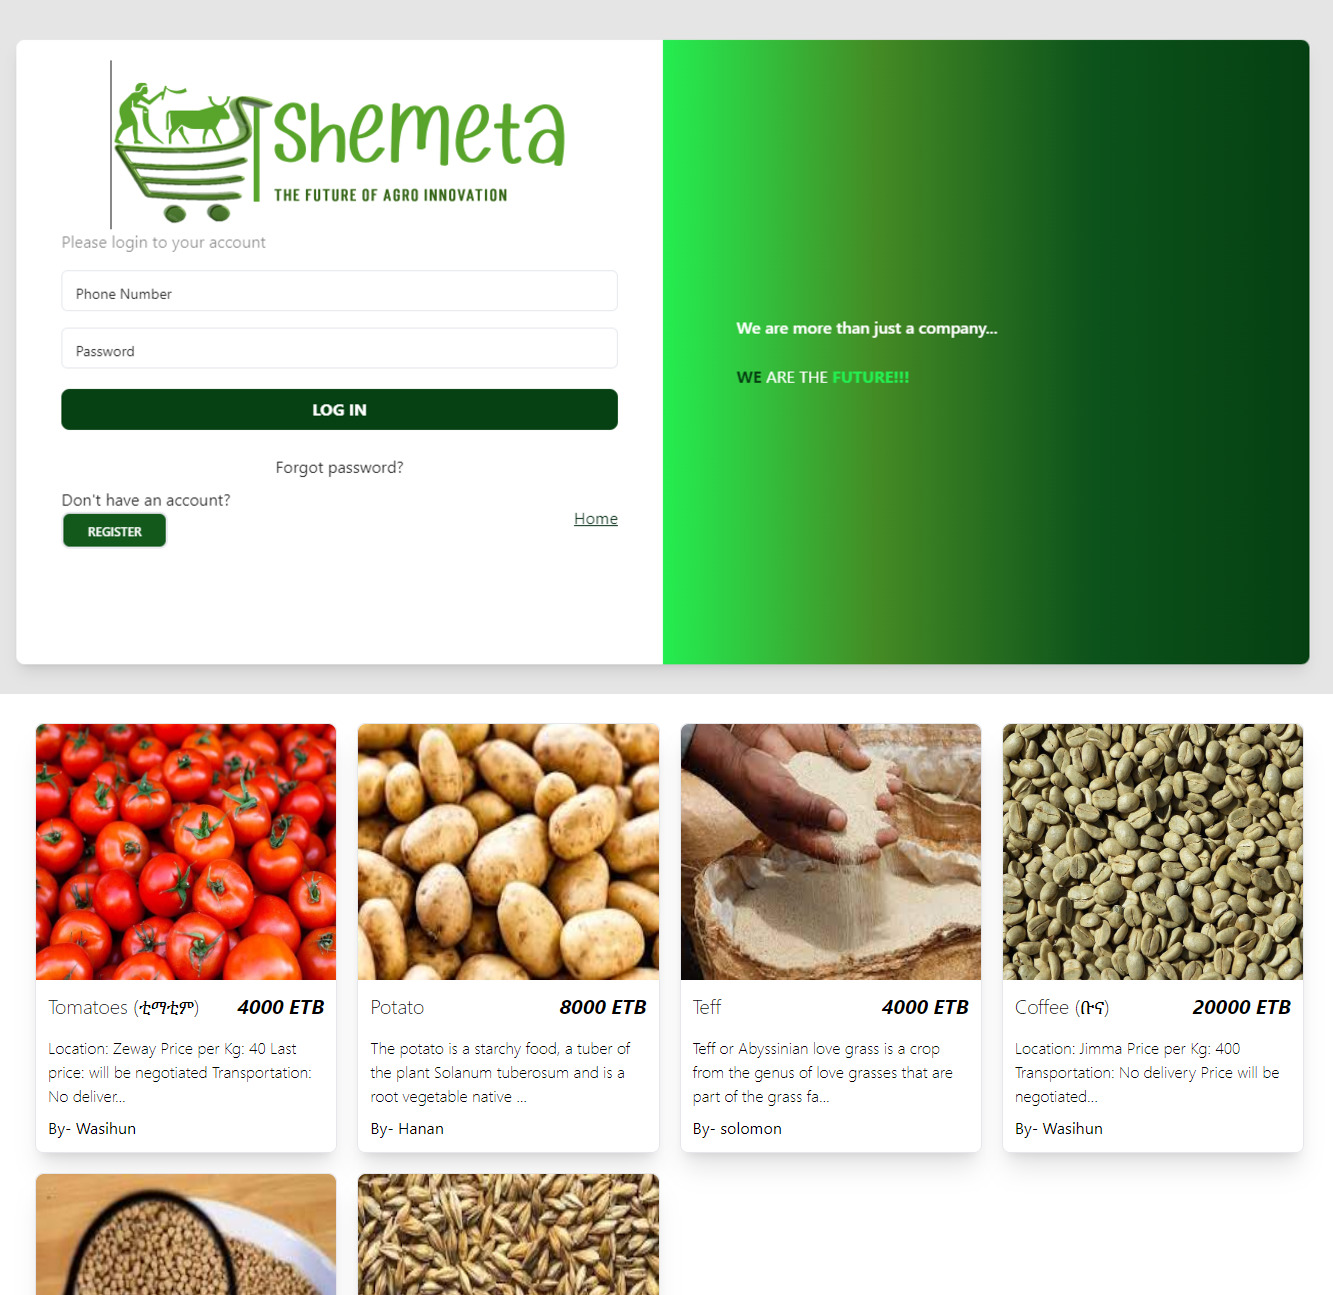 Shemeta
THE FUTURE OF AGRO INNOVATION
Please login to your account
Phone Number
Password
LOG IN
Forgot password?
Don't have an account?
REGISTER
Home
We are more than just a company...
WE ARE THE FUTURE!!!
Tomatoes (ቲማቲም) 4000 ETB
Location: Zeway Price per Kg: 40 Last
price: will be negotiated Transportation:
No deliver...
By- Wasihun
Potato 8000 ETB
The potato is a starchy food, a tuber of
the plant Solanum tuberosum and is a
root vegetable native ...
By- Hanan
Teff 4000 ETB
Teff or Abyssinian love grass is a crop
from the genus of love grasses that are
part of the grass fa...
By- solomon
Coffee (ቡና) 20000 ETB
Location: Jimma Price per Kg: 400
Transportation: No delivery Price will be
negotiated...
By- Wasihun